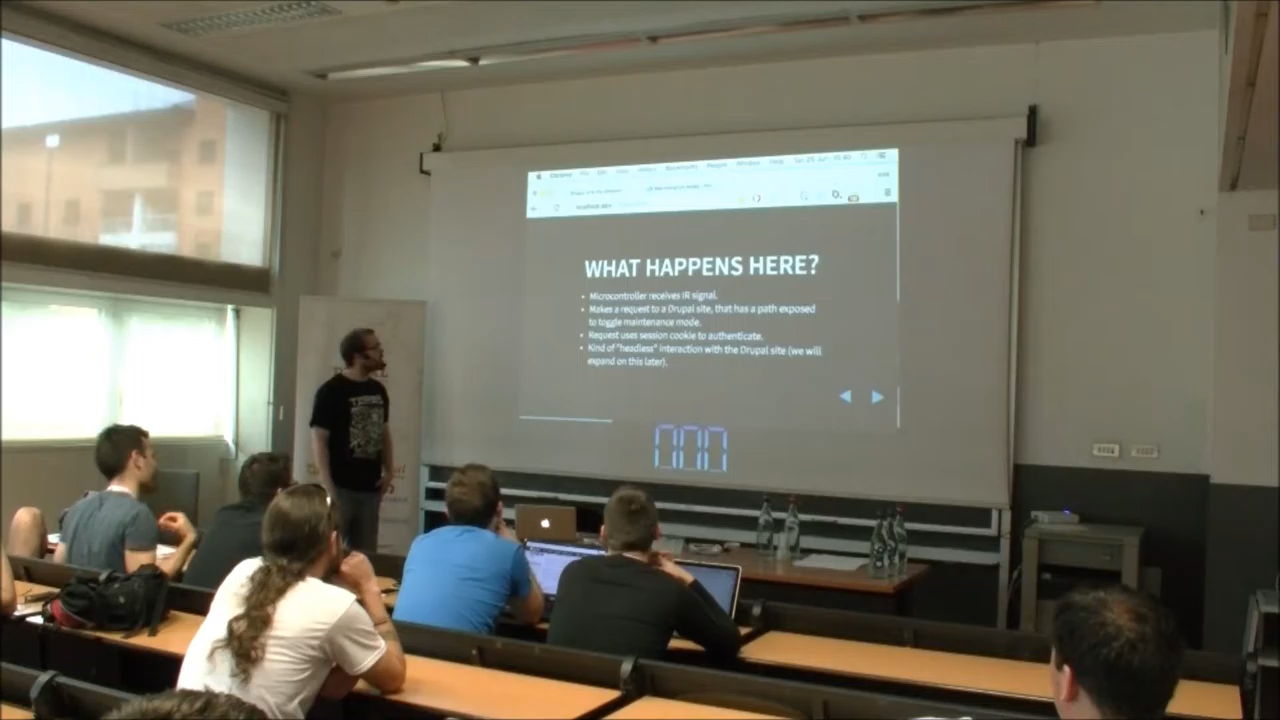 WHAT HAPPENS HERE?
• Microcontroller receives IR signal.
• Makes a request to a Drupal site, that has a path exposed
to toggle maintenance mode.
• Request uses session cookie to authenticate.
• Kind of "headless" interaction with the Drupal site (we will
expand on this later).
000